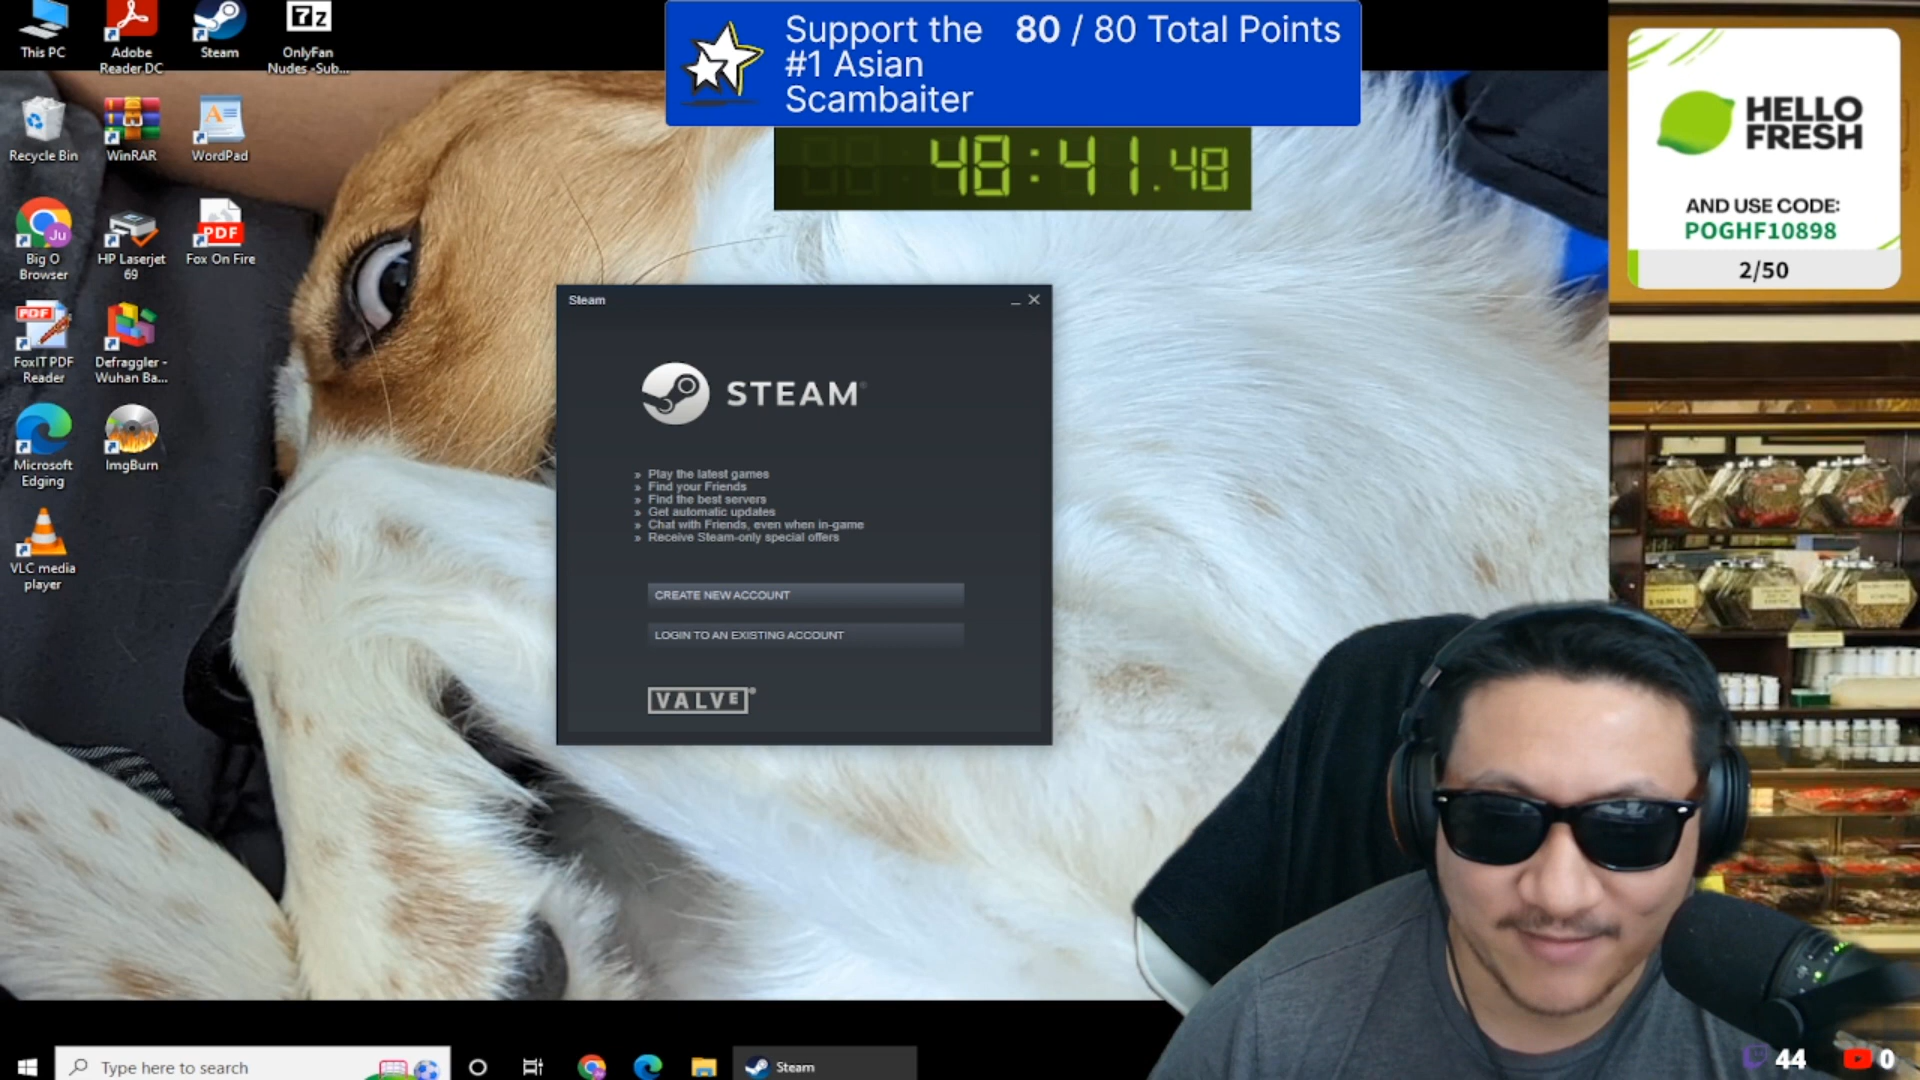 This PC
Adobe
Reader DC
Steam
7z
OnlyFan
Nudes -Sub...
Recycle Bin
WinRAR
WordPad
Ju
Big O
Browser
HP Laserjet
69
PDF
Fox On Fire
PDF
FoxIT PDF
Reader
Defraggler -
Wuhan Ba...
Microsoft
Edging
ImgBurn
VLC media
player
Support the
#1 Asian
Scambaiter
80 / 80 Total Points
48:41.48
HELLO
FRESH
AND USE CODE:
POGHF10898
2/50
Steam
STEAM®
» Play the latest games
» Find your Friends
» Find the best servers
» Get automatic updates
» Chat with Friends, even when in-game
» Receive Steam-only special offers
CREATE NEW ACCOUNT
LOGIN TO AN EXISTING ACCOUNT
VALVE®
Type here to search
Steam
44
0